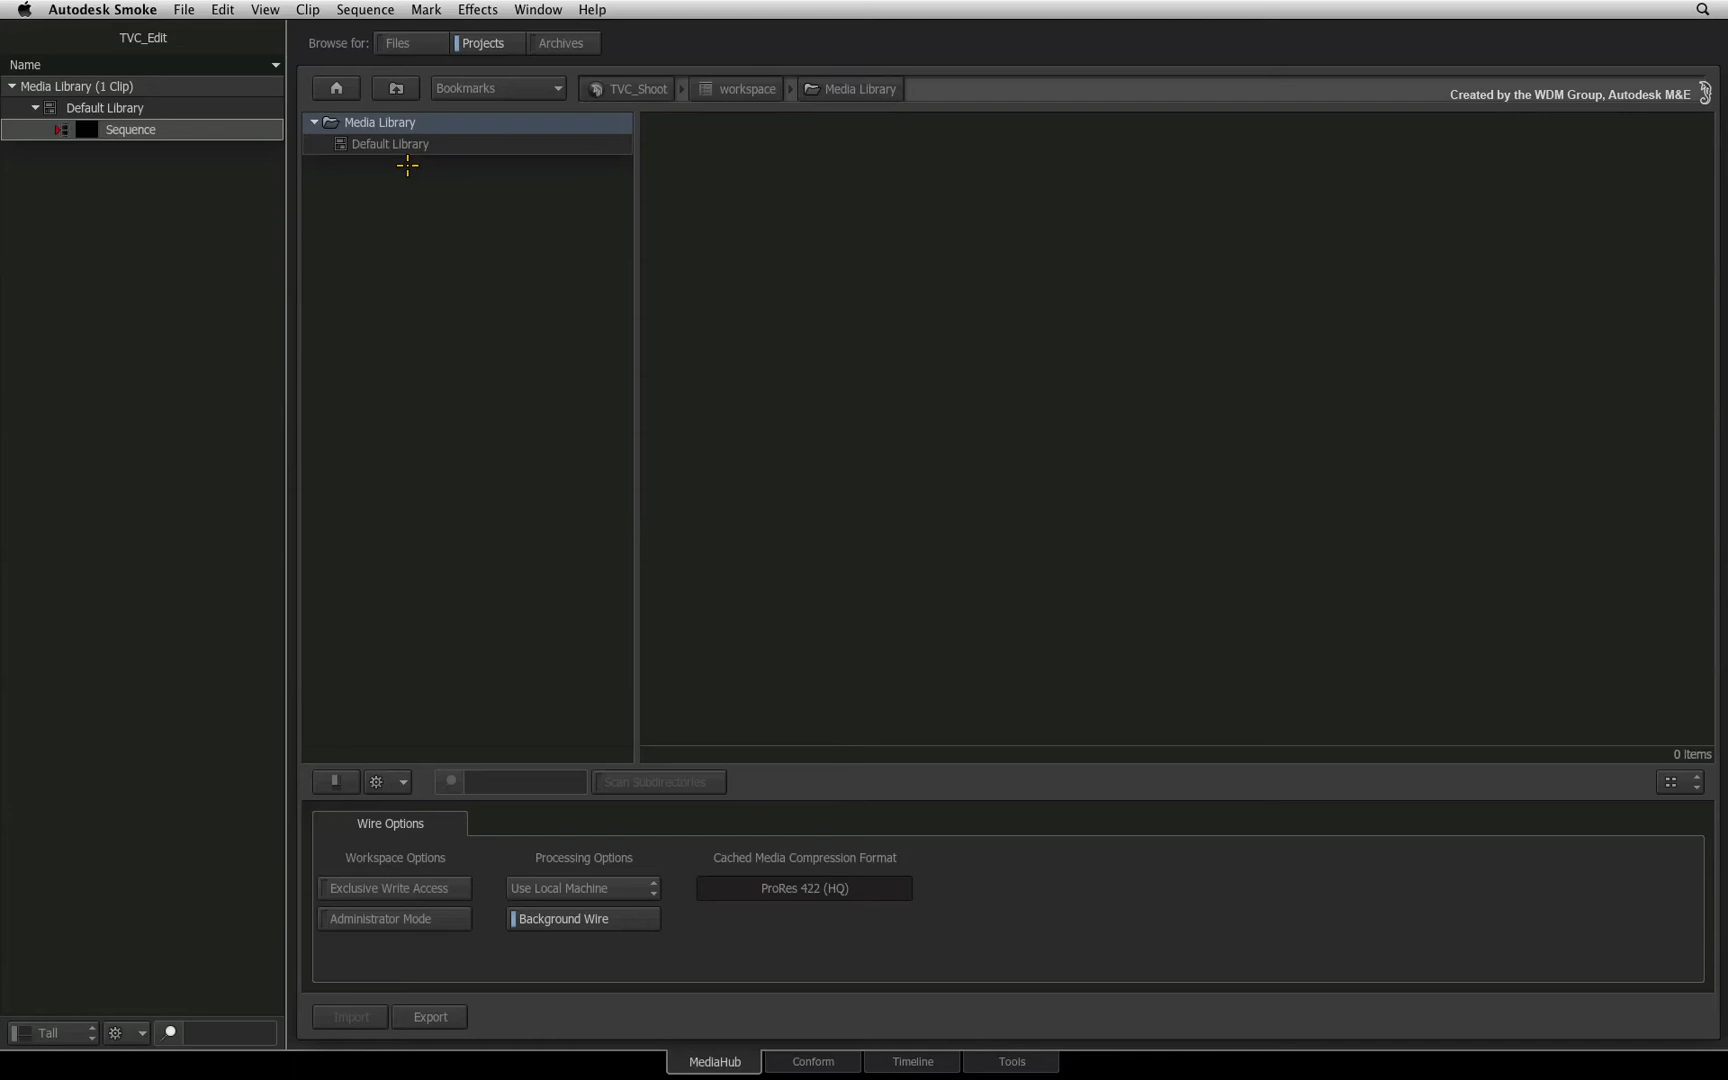 Autodesk Smoke File Edit View Clip Sequence Mark Effects Window Help
TVC_Edit
Name
Media Library (1 Clip)
Default Library
Sequence
Browse for: Files Projects Archives
Bookmarks TVC_Shoot workspace Media Library
Created by the WDM Group, Autodesk M&E
Media Library
Default Library
0 Items
Scan Subdirectories
Wire Options
Workspace Options Processing Options Cached Media Compression Format
Exclusive Write Access Use Local Machine ProRes 422 (HQ)
Administrator Mode Background Wire
Import Export
Tall
MediaHub Conform Timeline Tools